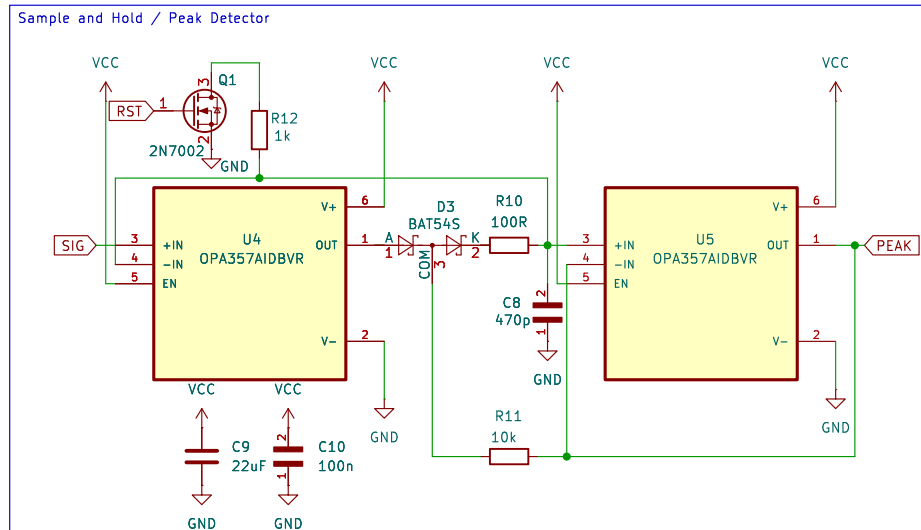 Sample and Hold / Peak Detector
VCC
VCC
VCC
VCC
3
Q1
RST
1
2
2N7002
GND
R12
1k
SIG
3
+IN
4
-IN
5
EN
U4
OPA357AIDBVR
V+
6
OUT
1
V-
2
GND
D3
BAT54S
A
1
K
2
COM
3
R10
100R
C8
470p
2
1
GND
3
+IN
4
-IN
5
EN
U5
OPA357AIDBVR
V+
6
OUT
1
V-
2
GND
PEAK
R11
10k
VCC
C9
22uF
GND
VCC
2
C10
100n
1
GND